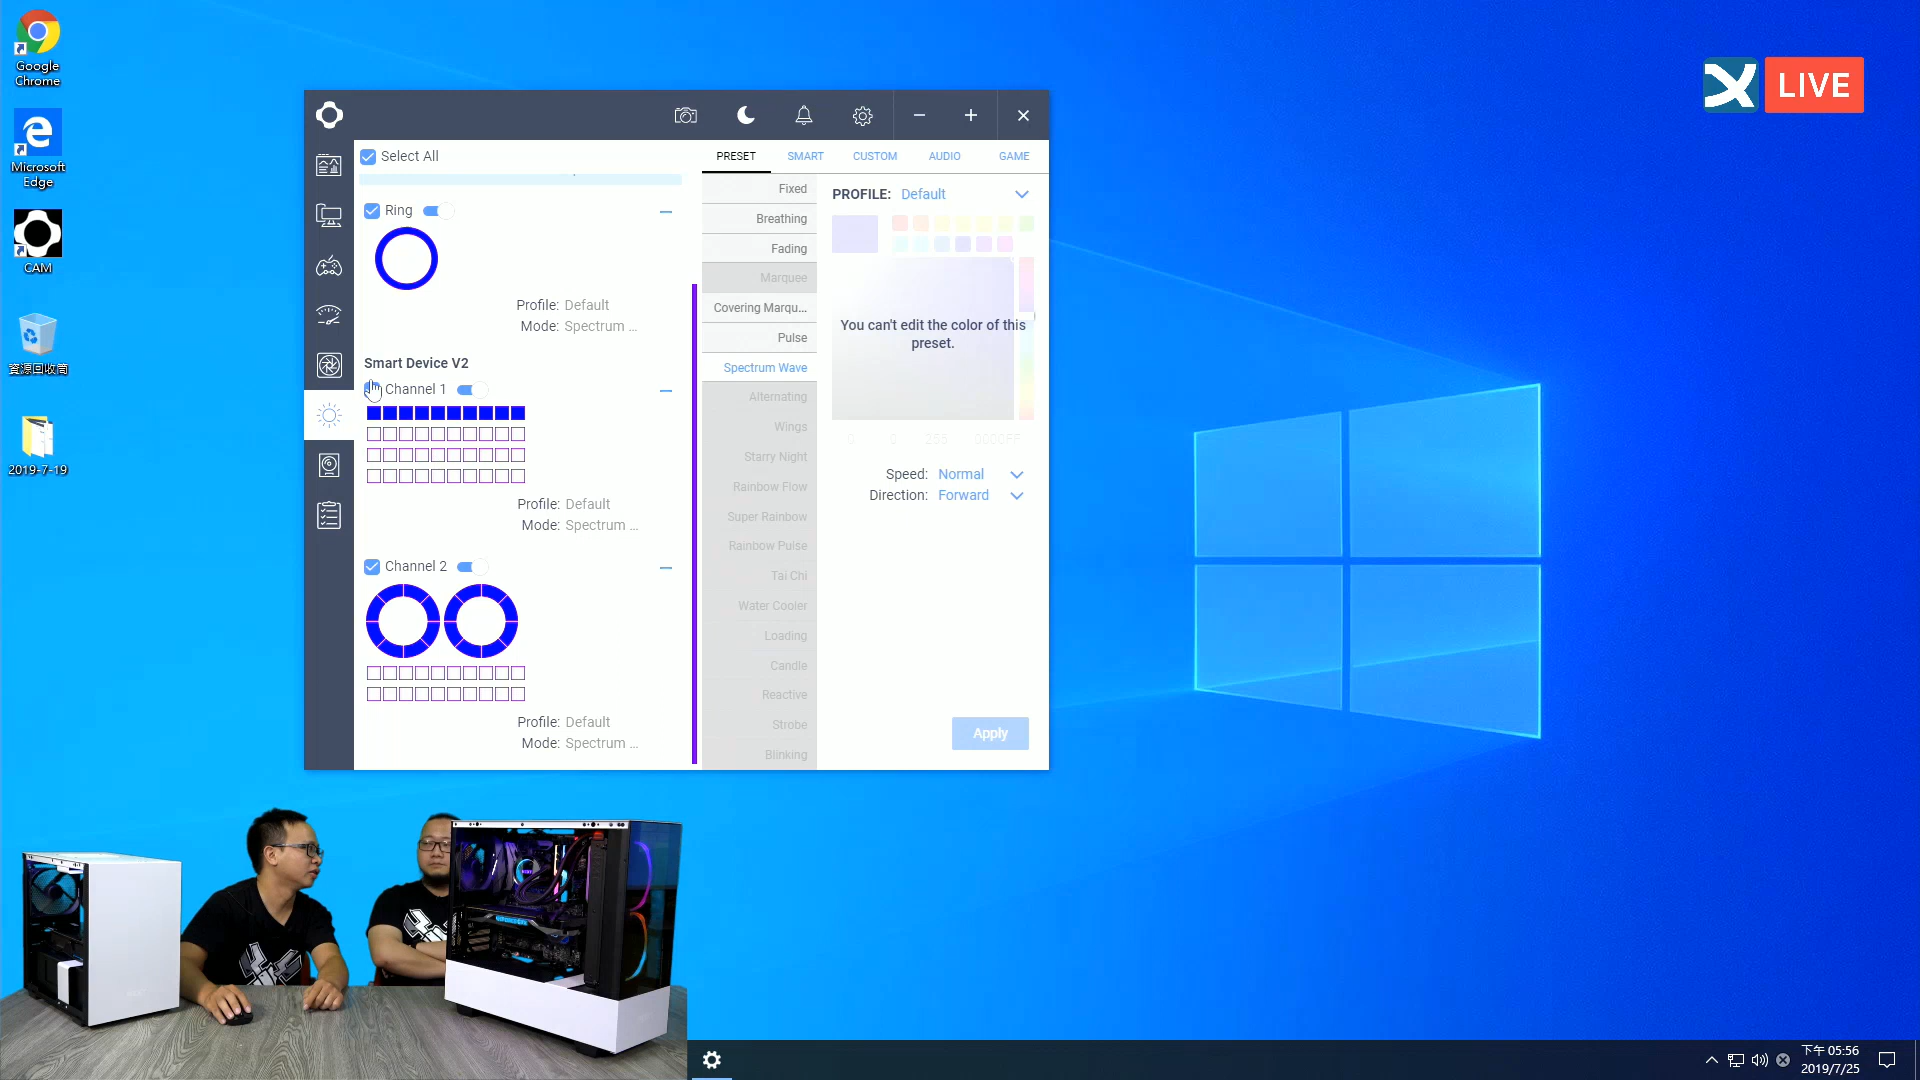 Google
Chrome
Microsoft
Edge
CAM
資源回收筒
2019-7-19
LIVE
Select All
Ring
Profile: Default
Mode: Spectrum ...
Smart Device V2
Channel 1
Profile: Default
Mode: Spectrum ...
Channel 2
Profile: Default
Mode: Spectrum ...
PRESET
SMART
CUSTOM
AUDIO
GAME
Fixed
Breathing
Fading
Marquee
Covering Marqu...
Pulse
Spectrum Wave
Alternating
Wings
Starry Night
Rainbow Flow
Super Rainbow
Rainbow Pulse
Tai Chi
Water Cooler
Loading
Candle
Reactive
Strobe
Blinking
PROFILE: Default
You can't edit the color of this
preset.
0 0 255 0000FF
Speed: Normal
Direction: Forward
Apply
下午 05:56
2019/7/25